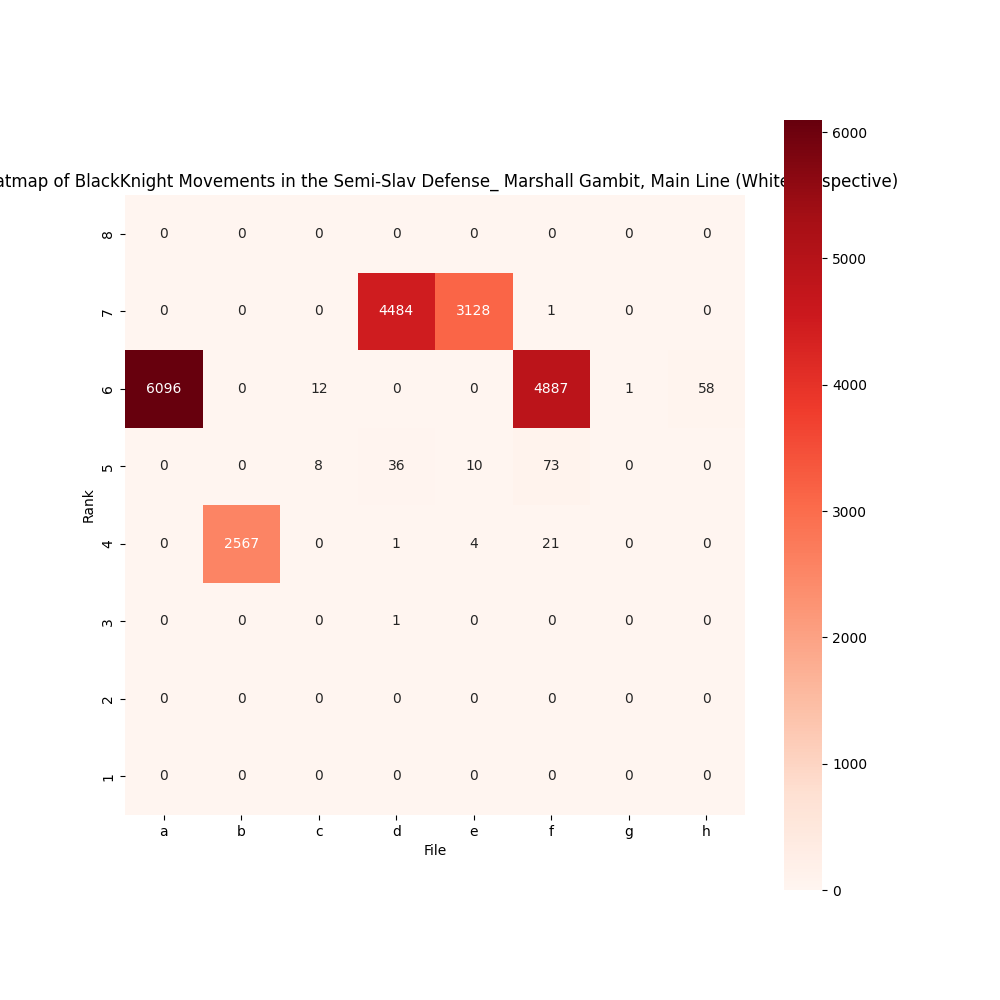 atmap of BlackKnight Movements in the Semi-Slav Defense_ Marshall Gambit, Main Line (White spective)
8 0 0 0 0 0 0 0 0
7 0 0 0 4484 3128 1 0 0
6 6096 0 12 0 0 4887 1 58
5 0 0 8 36 10 73 0 0
4 0 2567 0 1 4 21 0 0
3 0 0 0 1 0 0 0 0
2 0 0 0 0 0 0 0 0
1 0 0 0 0 0 0 0 0
a b c d e f g h
File
Rank
6000
5000
4000
3000
2000
1000
0